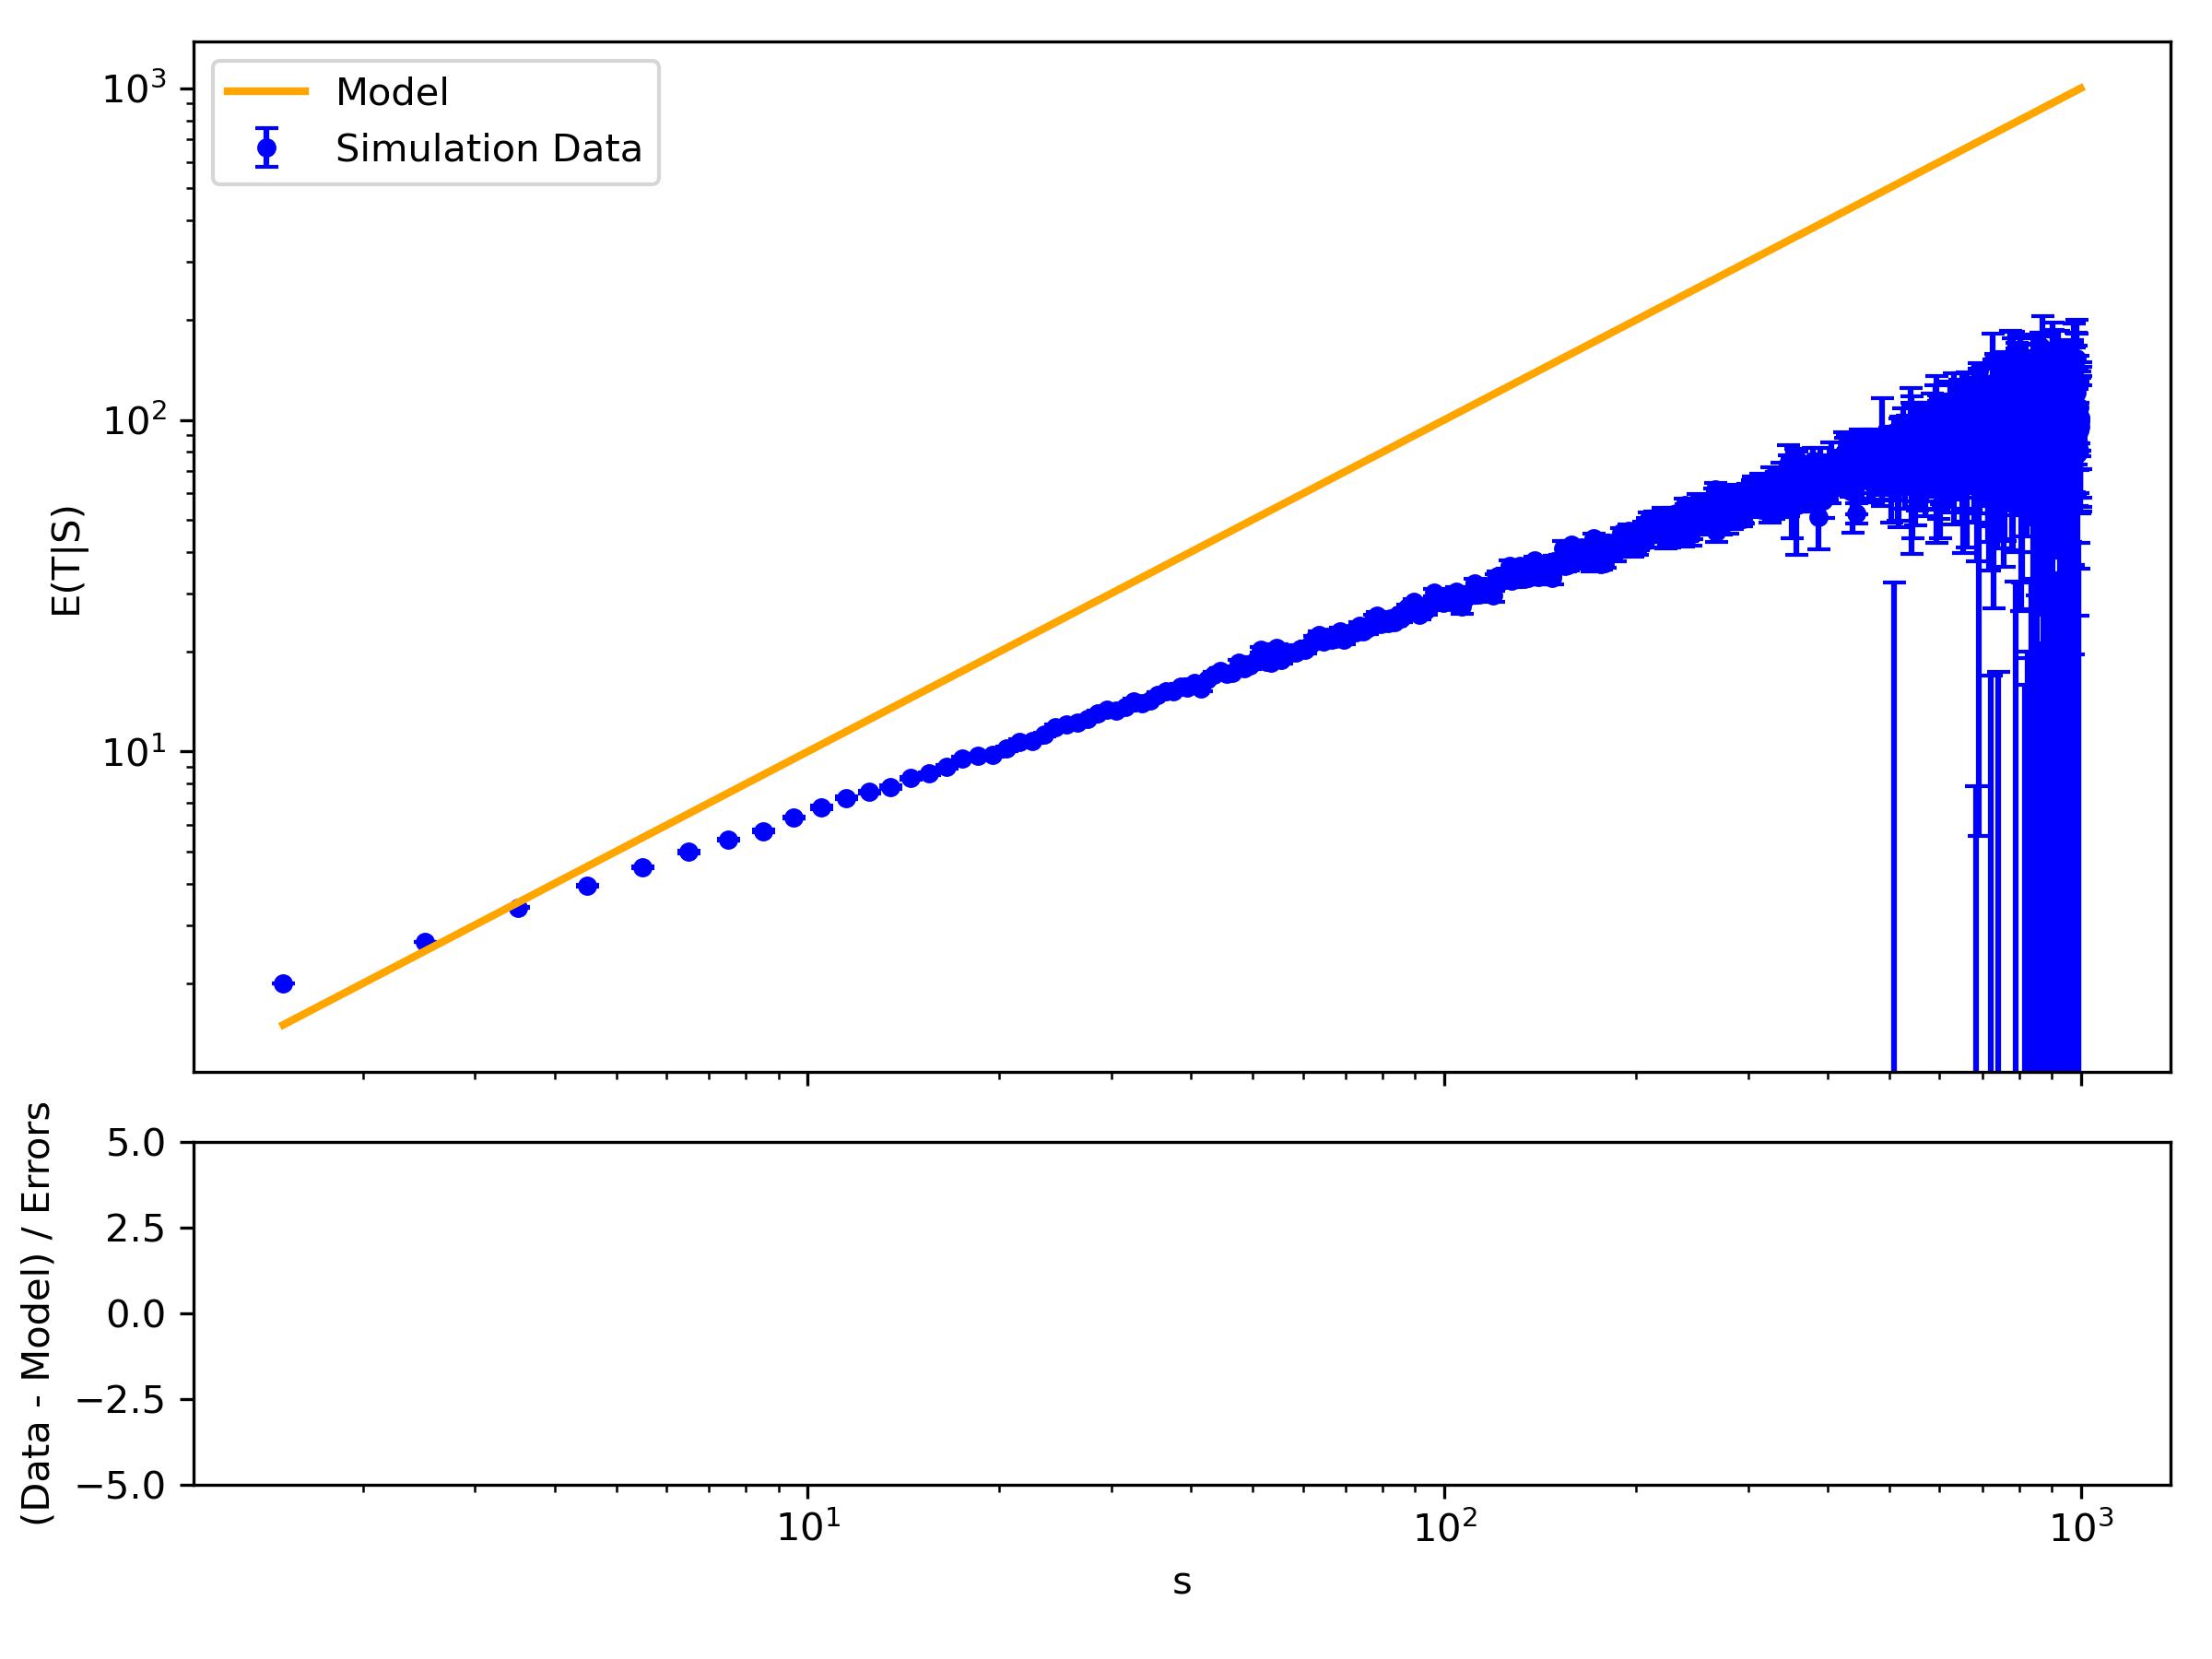 Model
Simulation Data
10³
10²
10¹
E(T|S)
5.0
2.5
0.0
−2.5
−5.0
(Data - Model) / Errors
10¹ 10² 10³
s